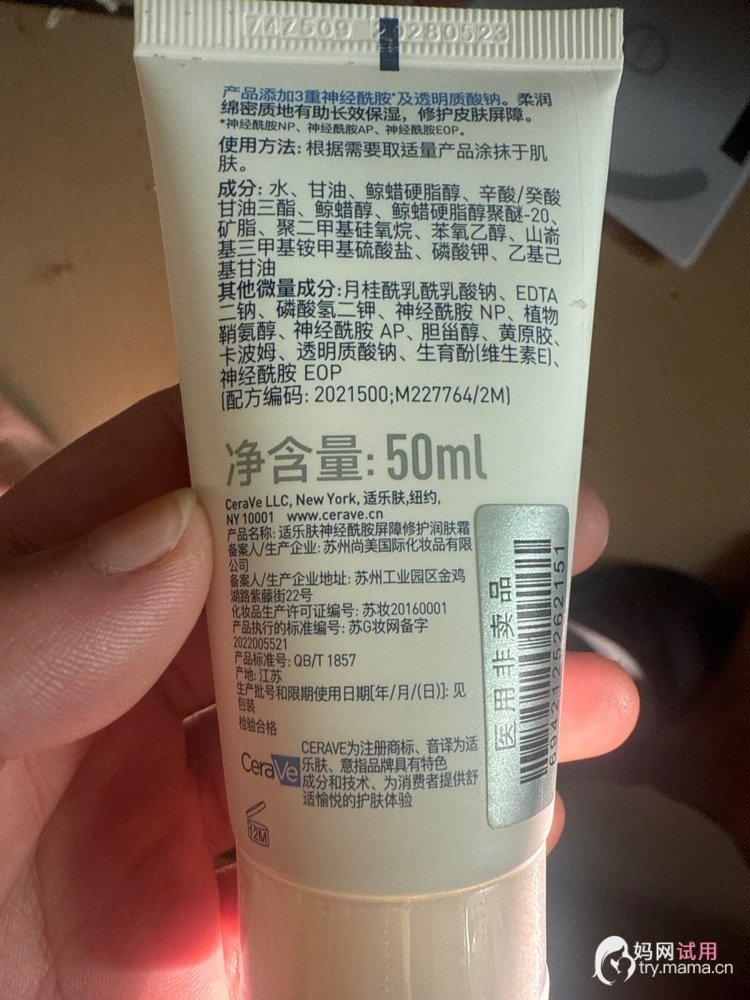 74Z509 20280523
产品添加3重神经酰胺*及透明质酸钠。柔润
绵密质地有助长效保湿，修护皮肤屏障。
*神经酰胺NP、神经酰胺AP、神经酰胺EOP。
使用方法: 根据需要取适量产品涂抹于肌
肤。
成分: 水、甘油、鲸蜡硬脂醇、辛酸/癸酸
甘油三酯、鲸蜡醇、鲸蜡硬脂醇聚醚-20、
矿脂、聚二甲基硅氧烷、苯氧乙醇、山嵛
基三甲基铵甲基硫酸盐、磷酸钾、乙基己
基甘油
其他微量成分:月桂酰乳酰乳酸钠、EDTA
二钠、磷酸氢二钾、神经酰胺 NP、植物
鞘氨醇、神经酰胺 AP、胆甾醇、黄原胶、
卡波姆、透明质酸钠、生育酚(维生素E)、
神经酰胺 EOP
(配方编码: 2021500;M227764/2M)
净含量: 50ml
CeraVe LLC, New York, 适乐肤,纽约,
NY 10001 www.cerave.cn
产品名称: 适乐肤神经酰胺屏障修护润肤霜
备案人/生产企业: 苏州尚美国际化妆品有限
公司
备案人/生产企业地址: 苏州工业园区金鸡
湖路紫藤街22号
化妆品生产许可证编号: 苏妆20160001
产品执行的标准编号: 苏G妆网备字
2022005521
产品标准号: QB/T 1857
产地: 江苏
生产批号和限期使用日期[年/月/(日)]: 见
包装
检验合格
CeraVe
CERAVE为注册商标、音译为适
乐肤、意指品牌具有特色
成分和技术、为消费者提供舒
适愉悦的护肤体验
12M
医用非卖品
6942125262151
妈网试用
try.mama.cn